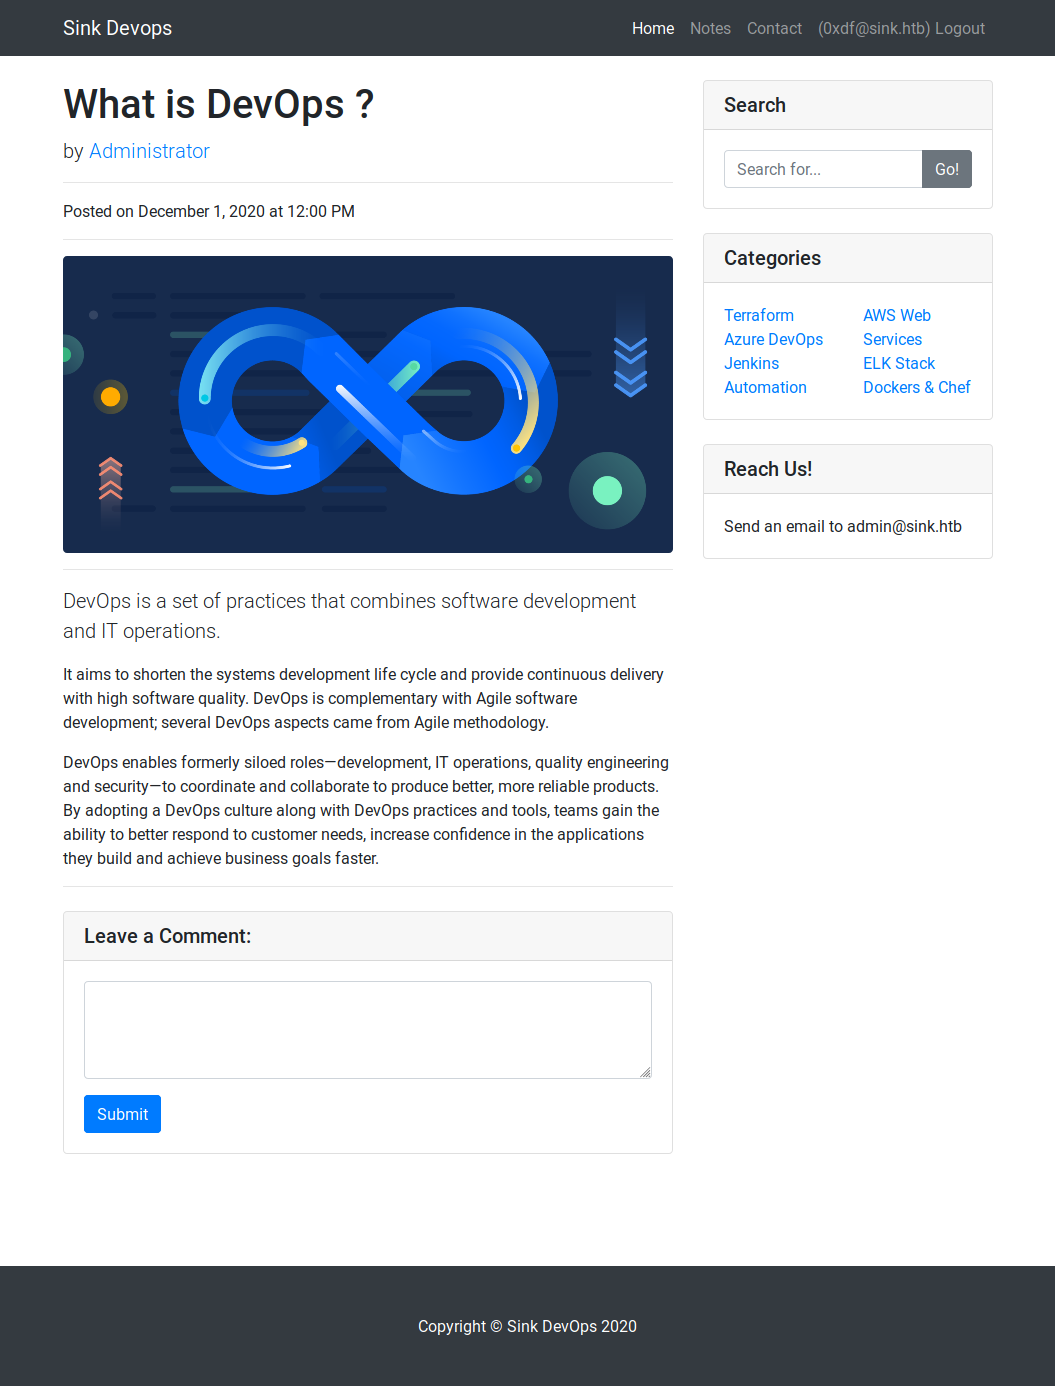 Sink Devops
Home Notes Contact (0xdf@sink.htb) Logout
What is DevOps ?
by Administrator
Posted on December 1, 2020 at 12:00 PM
DevOps is a set of practices that combines software development
and IT operations.
It aims to shorten the systems development life cycle and provide continuous delivery
with high software quality. DevOps is complementary with Agile software
development; several DevOps aspects came from Agile methodology.
DevOps enables formerly siloed roles—development, IT operations, quality engineering
and security—to coordinate and collaborate to produce better, more reliable products.
By adopting a DevOps culture along with DevOps practices and tools, teams gain the
ability to better respond to customer needs, increase confidence in the applications
they build and achieve business goals faster.
Leave a Comment:
Submit
Search
Search for...
Go!
Categories
Terraform
Azure DevOps
Jenkins
Automation
AWS Web
Services
ELK Stack
Dockers & Chef
Reach Us!
Send an email to admin@sink.htb
Copyright © Sink DevOps 2020